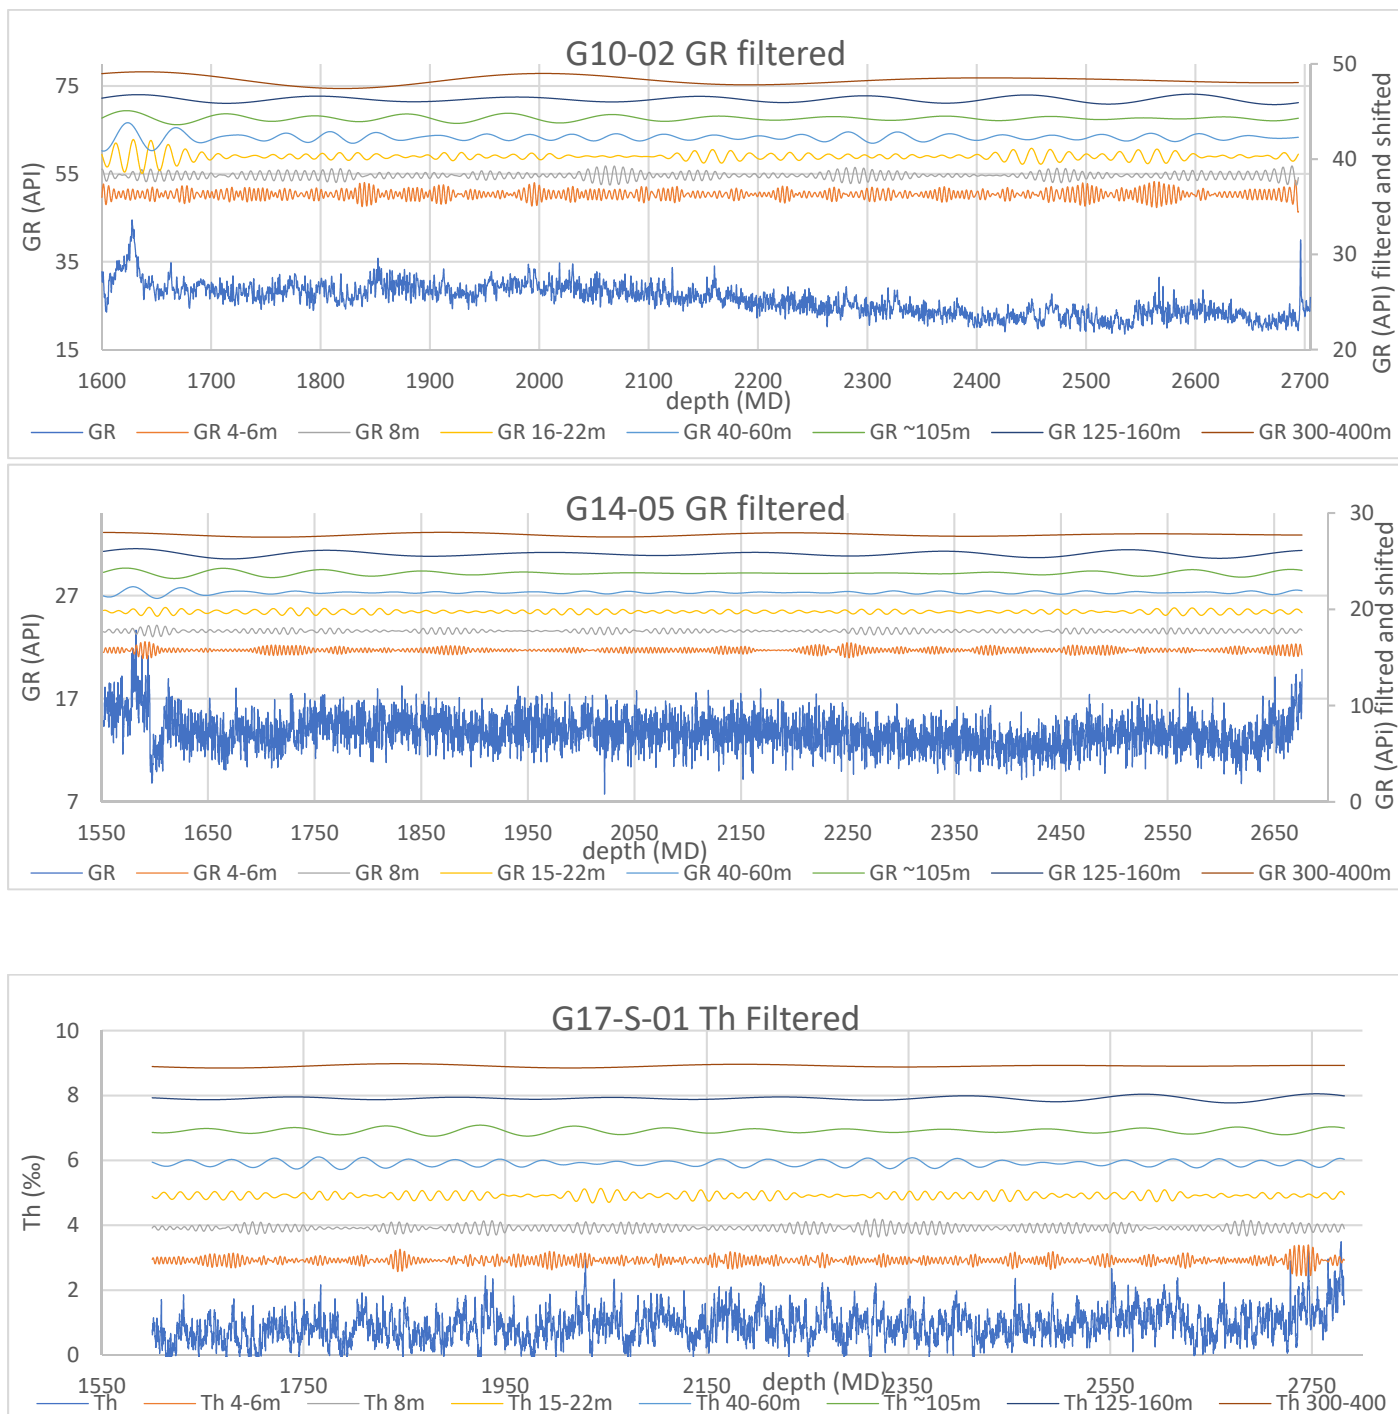 G10-02 GR filtered
GR (API)
75
55
35
15
50
40
30
20
GR (API) filtered and shifted
1600 1700 1800 1900 2000 2100 2200 2300 2400 2500 2600 2700
depth (MD)
GR GR 4-6m GR 8m GR 16-22m GR 40-60m GR ~105m GR 125-160m GR 300-400m
G14-05 GR filtered
GR (API)
27
17
7
30
20
10
0
GR (APi) filtred and shifted
1550 1650 1750 1850 1950 2050 2150 2250 2350 2450 2550 2650
depth (MD)
GR GR 4-6m GR 8m GR 15-22m GR 40-60m GR ~105m GR 125-160m GR 300-400m
G17-S-01 Th Filtered
Th (‰)
10
8
6
4
2
0
1550 1750 1950 2150 2350 2550 2750
depth (MD)
Th Th 4-6m Th 8m Th 15-22m Th 40-60m Th ~105m Th 125-160m Th 300-400